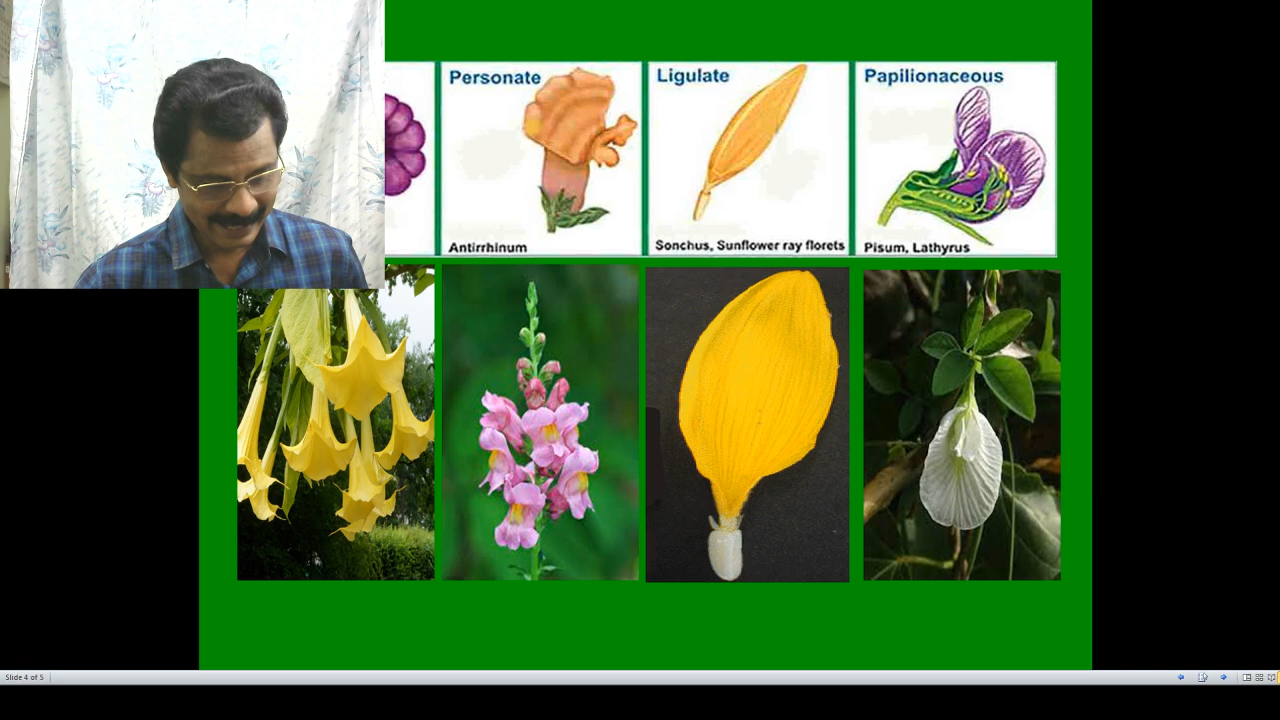 Personate
Ligulate
Papilionaceous
Antirrhinum
Sonchus, Sunflower ray florets
Pisum, Lathyrus
Slide 4 of 5